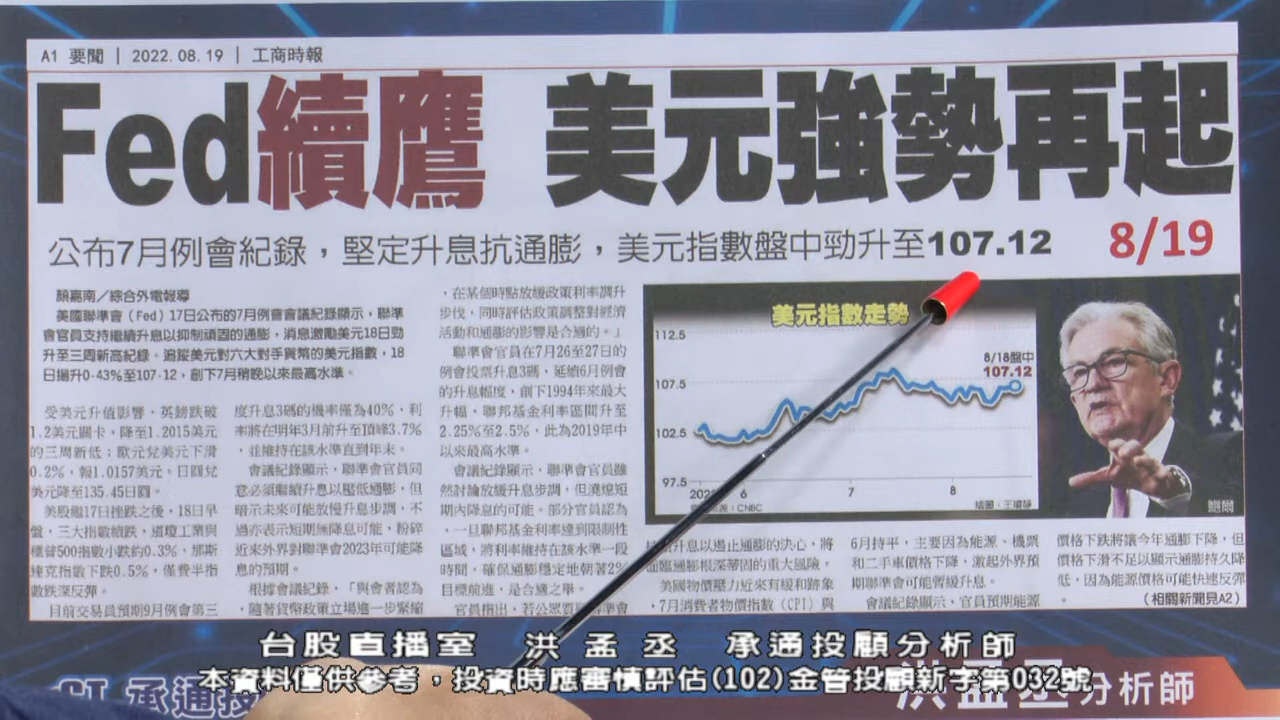 A1 要聞 | 2022.08.19 | 工商時報
Fed續鷹 美元強勢再起
公布7月例會紀錄，堅定升息抗通膨，美元指數盤中勁升至107.12
8/19
顏嘉南／綜合外電報導
美國聯準會（Fed）17日公布的7月例會會議紀錄顯示，聯準
會官員支持繼續升息以抑制頑固的通膨，消息激勵美元18日勁
升至三周新高紀錄。追蹤美元對六大對手貨幣的美元指數，18
日揚升0.43%至107.12，創下7月稍晚以來最高水準。
受美元升值影響，英鎊跌破
1.2美元關卡，降至1.2015美元
的三周新低；歐元兌美元下滑
0.2%，報1.0157美元，日圓兌
美元降至135.45日圓。
美股繼17日挫跌之後，18日早
盤，三大指數續跌，道瓊工業與
標普500指數小跌約0.3%，那斯
達克指數下跌0.5%，僅費半指
數跌深反彈。
目前交易員預期9月例會第三
度升息3碼的機率僅為40%，利
率將在明年3月前升至頂峰3.7%
，並維持在該水準直到年末。
會議紀錄顯示，聯準會官員同
意必須繼續升息以壓低通膨，但
暗示未來可能放慢升息步調，不
過亦表示短期無降息可能，粉碎
近來外界對聯準會2023年可能降
息的預期。
根據會議紀錄，「與會者認為
，隨著貨幣政策立場進一步緊縮
，在某個時點放緩政策利率調升
步伐，同時評估政策調整對經濟
活動和通膨的影響是合適的。」
聯準會官員在7月26至27日的
例會投票升息3碼，延續6月例會
的升息幅度，創下1994年來最大
升幅，聯邦基金利率區間升至
2.25%至2.5%，此為2019年中
以來最高水準。
會議紀錄顯示，聯準會官員雖
然討論放緩升息步調，但澆熄短
期內降息的可能。部分官員認為
，一旦聯邦基金利率達到限制性
區域，將利率維持在該水準一段
時間，確保通膨穩定地朝著2%
目標前進，是合適之舉。
官員指出，若公眾質
準會
美元指數走勢
112.5
107.5
102.5
97.5
8/18盤中
107.12
6
7
8
CNBC
鮑爾
升息以遏止通膨的決心，將
臨通膨根深蒂固的重大風險。
美國物價壓力近來有緩和跡象
，7月消費者物價指數（CPI）與
6月持平，主要因為能源、機票
和二手車價格下降，激起外界預
期聯準會可能暫緩升息。
會議紀錄顯示，官員預期能源
價格下跌將讓今年通膨下降，但
價格下滑不足以顯示通膨持久降
低，因為能源價格可能快速反彈
。
（相關新聞見A2）
台股直播室 洪孟丞 承通投顧分析師
本資料僅供參考，投資時應審慎評估(102)金管投顧新字第032號
承通投
洪孟丞分析師